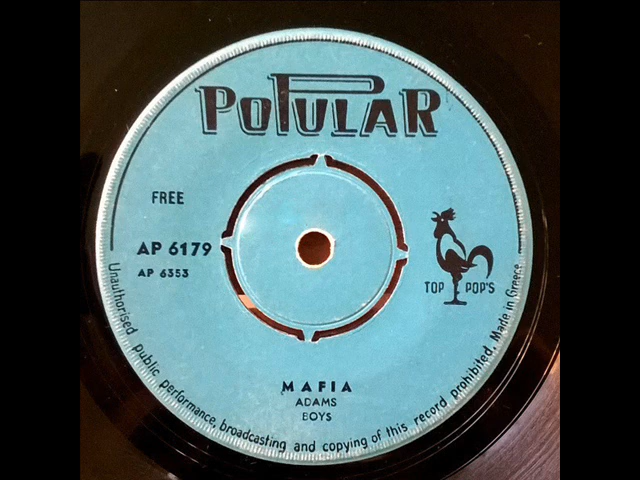 POPULAR
FREE
AP 6179
AP 6353
TOP POP'S
MAFIA
ADAMS
BOYS
Unauthorised public performance, broadcasting and copying of this record prohibited. Made in Greece